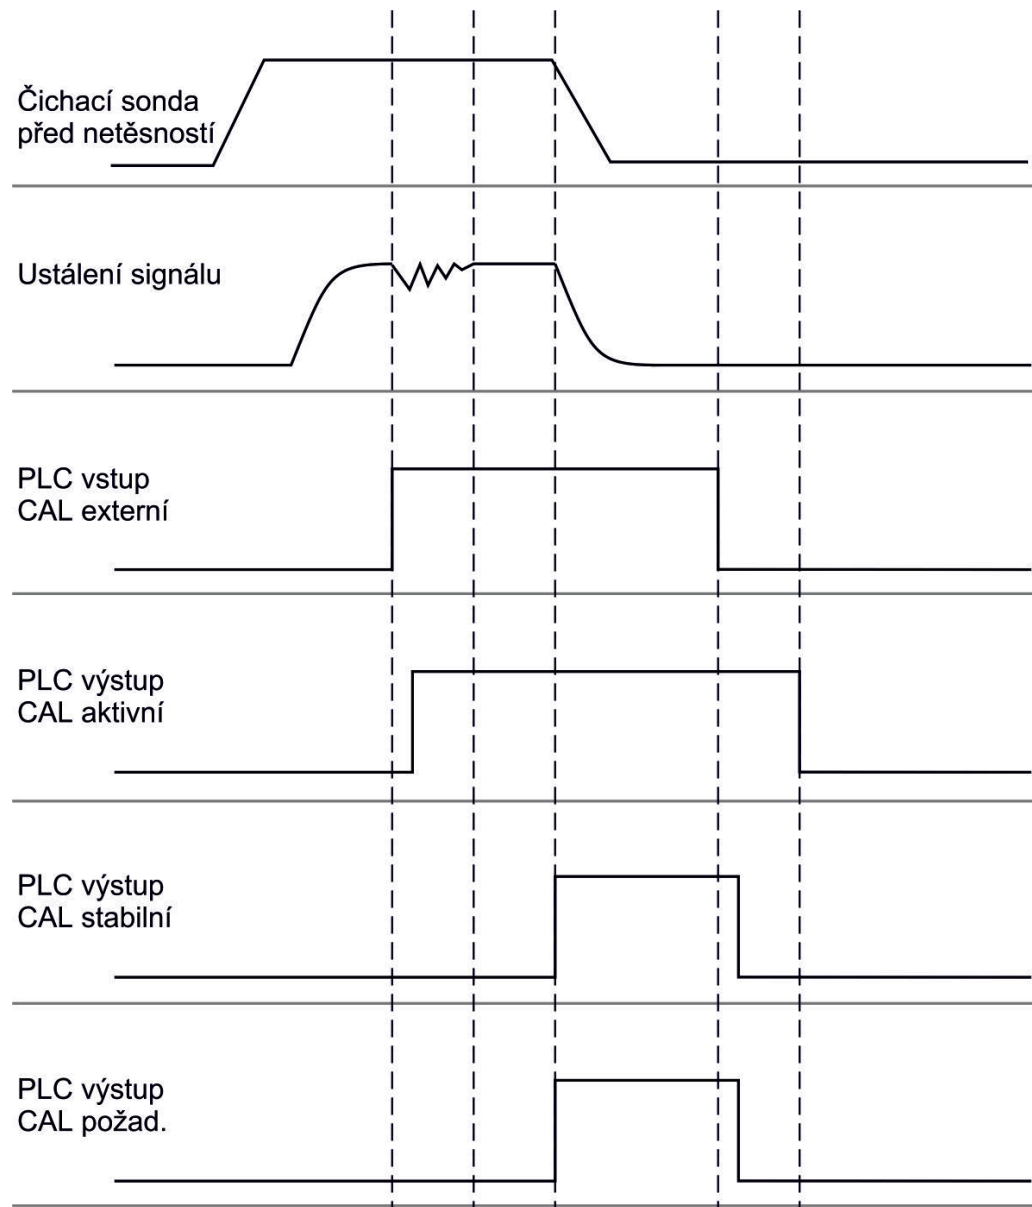 Čichací sonda
před netěsností
Ustálení signálu
PLC vstup
CAL externí
PLC výstup
CAL aktivní
PLC výstup
CAL stabilní
PLC výstup
CAL požad.